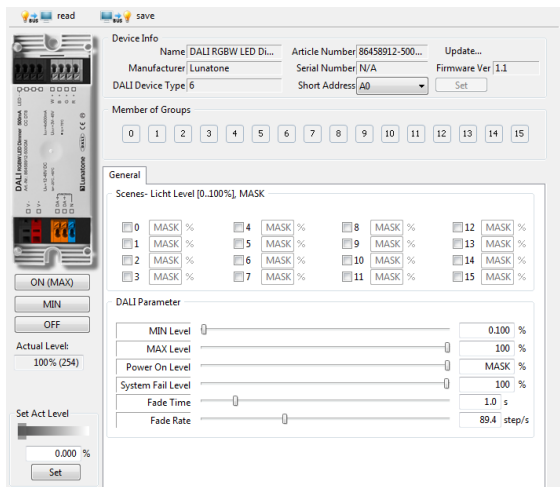 read save
Device Info
Name DALI RGBW LED Di... Article Number 86458912-500... Update...
Manufacturer Lunatone Serial Number N/A Firmware Ver 1.1
DALI Device Type 6 Short Address A0 Set
Member of Groups
0 1 2 3 4 5 6 7 8 9 10 11 12 13 14 15
General
Scenes- Licht Level [0..100%], MASK
0 MASK % 4 MASK % 8 MASK % 12 MASK %
1 MASK % 5 MASK % 9 MASK % 13 MASK %
2 MASK % 6 MASK % 10 MASK % 14 MASK %
3 MASK % 7 MASK % 11 MASK % 15 MASK %
DALI Parameter
MIN Level 0.100 %
MAX Level 100 %
Power On Level MASK %
System Fail Level 100 %
Fade Time 1.0 s
Fade Rate 89.4 step/s
DALI RGBW LED Dimmer
Lunatone
ON (MAX)
MIN
OFF
Actual Level:
100% (254)
Set Act Level
0.000 %
Set